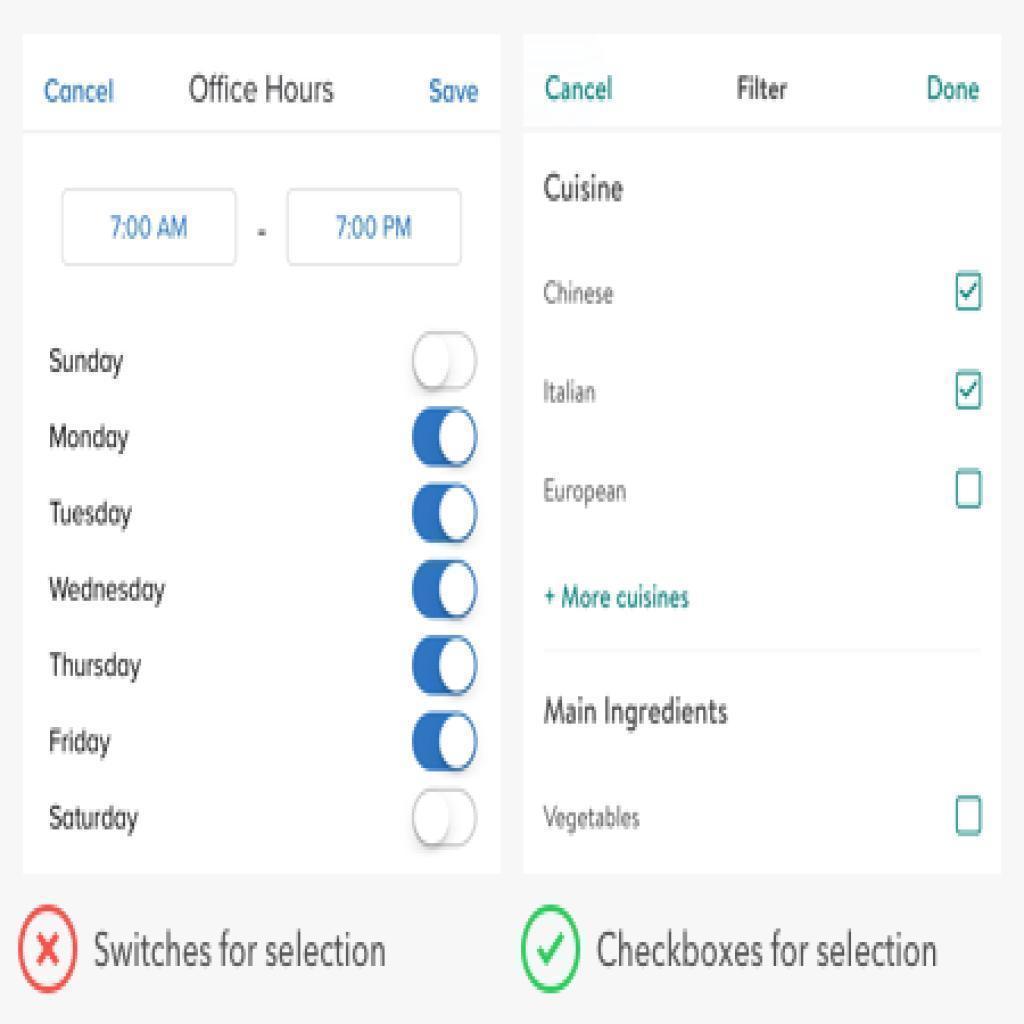 Cancel Office Hours Save
7:00 AM - 7:00 PM
Sunday
Monday
Tuesday
Wednesday
Thursday
Friday
Saturday
Switches for selection
Cancel Filter Done
Cuisine
Chinese
Italian
European
+ More cuisines
Main Ingredients
Vegetables
Checkboxes for selection